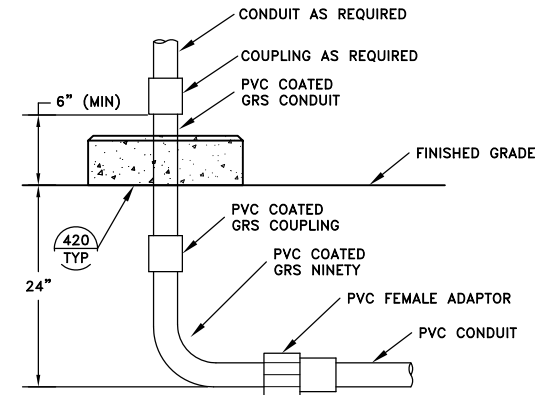 CONDUIT AS REQUIRED
COUPLING AS REQUIRED
PVC COATED
GRS CONDUIT
6" (MIN)
FINISHED GRADE
PVC COATED
GRS COUPLING
420
TYP
PVC COATED
GRS NINETY
24"
PVC FEMALE ADAPTOR
PVC CONDUIT